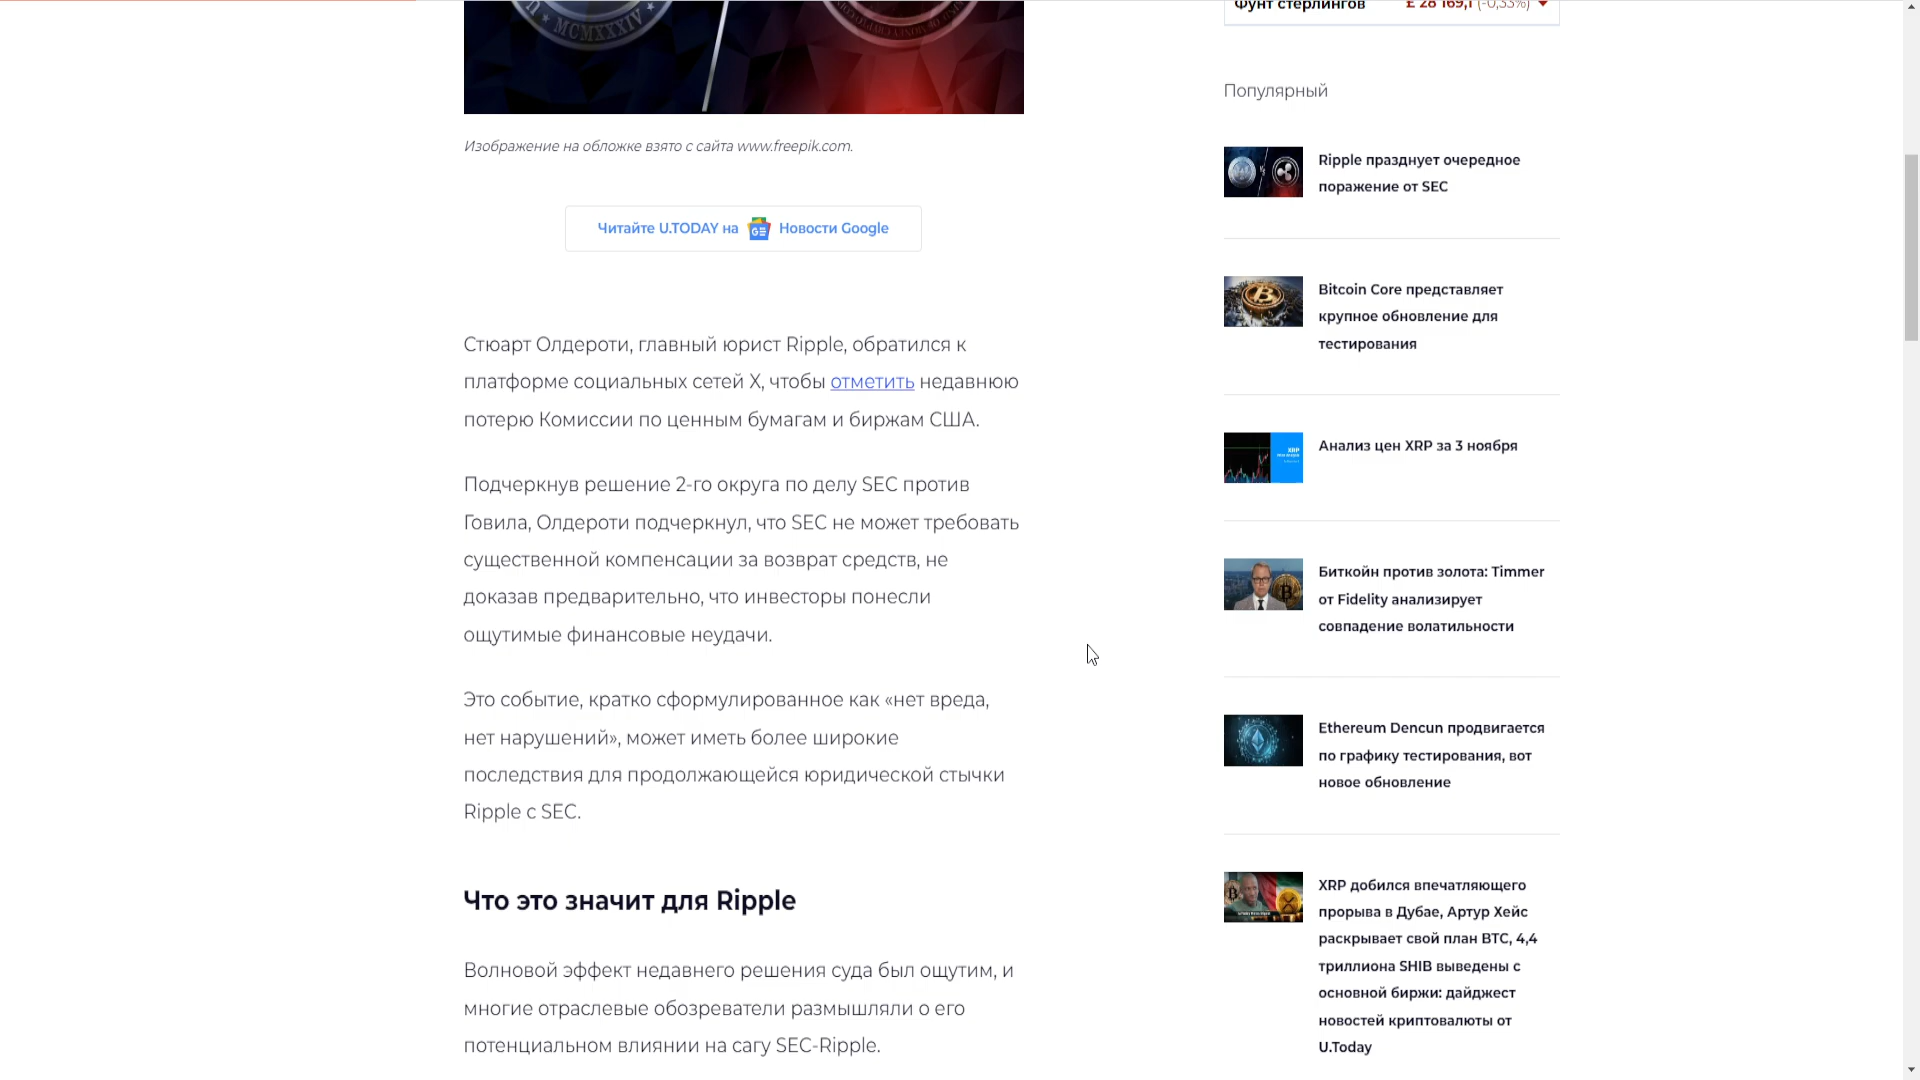 MCMXXXIV
Изображение на обложке взято с сайта www.freepik.com.
Читайте U.TODAY на Новости Google
Стюарт Олдероти, главный юрист Ripple, обратился к
платформе социальных сетей X, чтобы отметить недавнюю
потерю Комиссии по ценным бумагам и биржам США.
Подчеркнув решение 2-го округа по делу SEC против
Говила, Олдероти подчеркнул, что SEC не может требовать
существенной компенсации за возврат средств, не
доказав предварительно, что инвесторы понесли
ощутимые финансовые неудачи.
Это событие, кратко сформулированное как «нет вреда,
нет нарушений», может иметь более широкие
последствия для продолжающейся юридической стычки
Ripple с SEC.
Что это значит для Ripple
Волновой эффект недавнего решения суда был ощутим, и
многие отраслевые обозреватели размышляли о его
потенциальном влиянии на сагу SEC-Ripple.
Фунт стерлингов £ 28 169,1 (-0,33%)
Популярный
Ripple празднует очередное
поражение от SEC
Bitcoin Core представляет
крупное обновление для
тестирования
XRP
Анализ цен XRP за 3 ноября
Биткойн против золота: Timmer
от Fidelity анализирует
совпадение волатильности
Ethereum Dencun продвигается
по графику тестирования, вот
новое обновление
XRP добился впечатляющего
прорыва в Дубае, Артур Хейс
раскрывает свой план BTC, 4,4
триллиона SHIB выведены с
основной биржи: дайджест
новостей криптовалюты от
U.Today